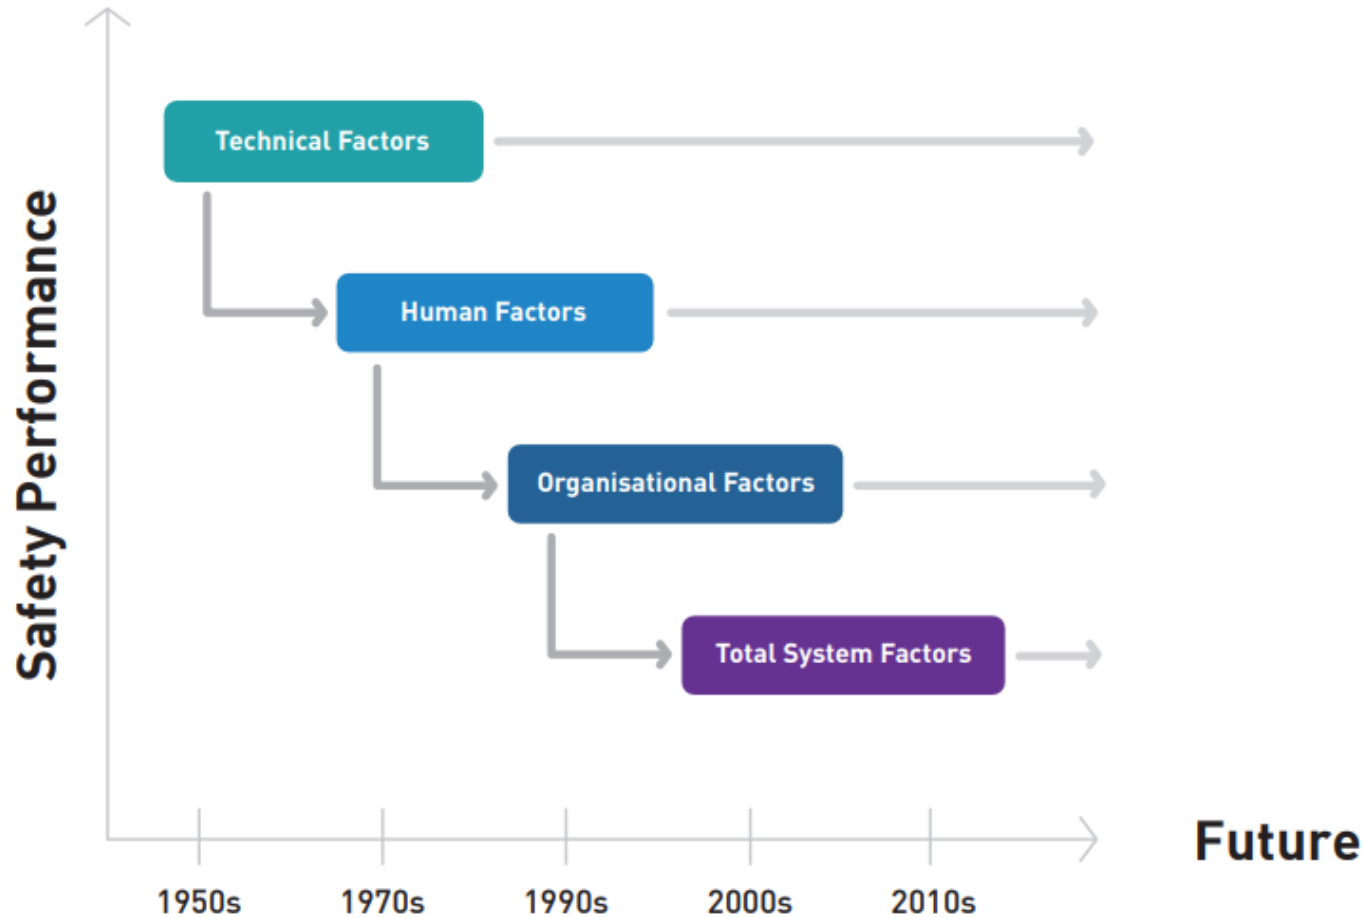 Safety Performance
Technical Factors
Human Factors
Organisational Factors
Total System Factors
1950s
1970s
1990s
2000s
2010s
Future